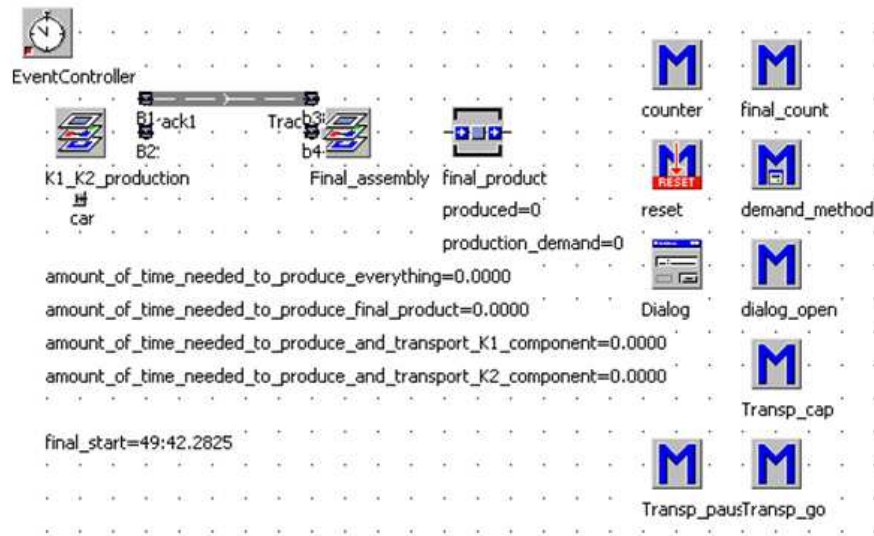 EventController
counter
final_count
B1
ack1
Trac
b3
B2
b4
K1_K2_production
Final_assembly
final_product
car
produced=0
reset
RESET
demand_method
production_demand=0
amount_of_time_needed_to_produce_everything=0.0000
amount_of_time_needed_to_produce_final_product=0.0000
Dialog
dialog_open
amount_of_time_needed_to_produce_and_transport_K1_component=0.0000
amount_of_time_needed_to_produce_and_transport_K2_component=0.0000
Transp_cap
final_start=49:42.2825
Transp_paus
Transp_go